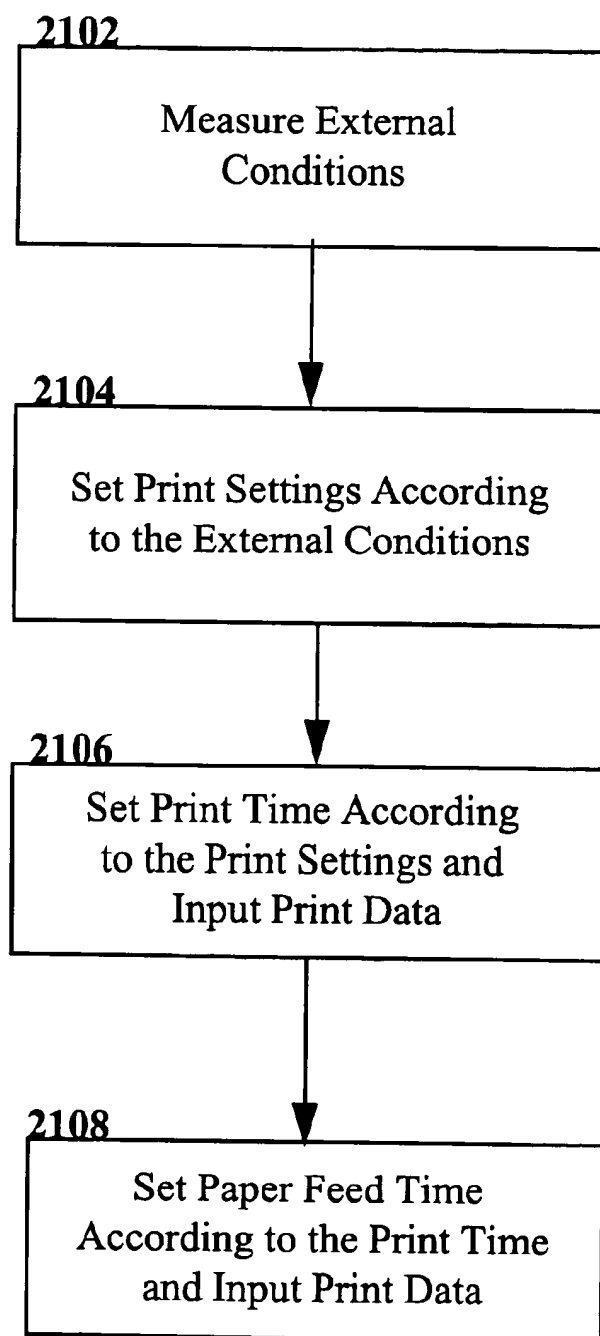 2102
Measure External
Conditions
2104
Set Print Settings According
to the External Conditions
2106
Set Print Time According
to the Print Settings and
Input Print Data
2108
Set Paper Feed Time
According to the Print Time
and Input Print Data